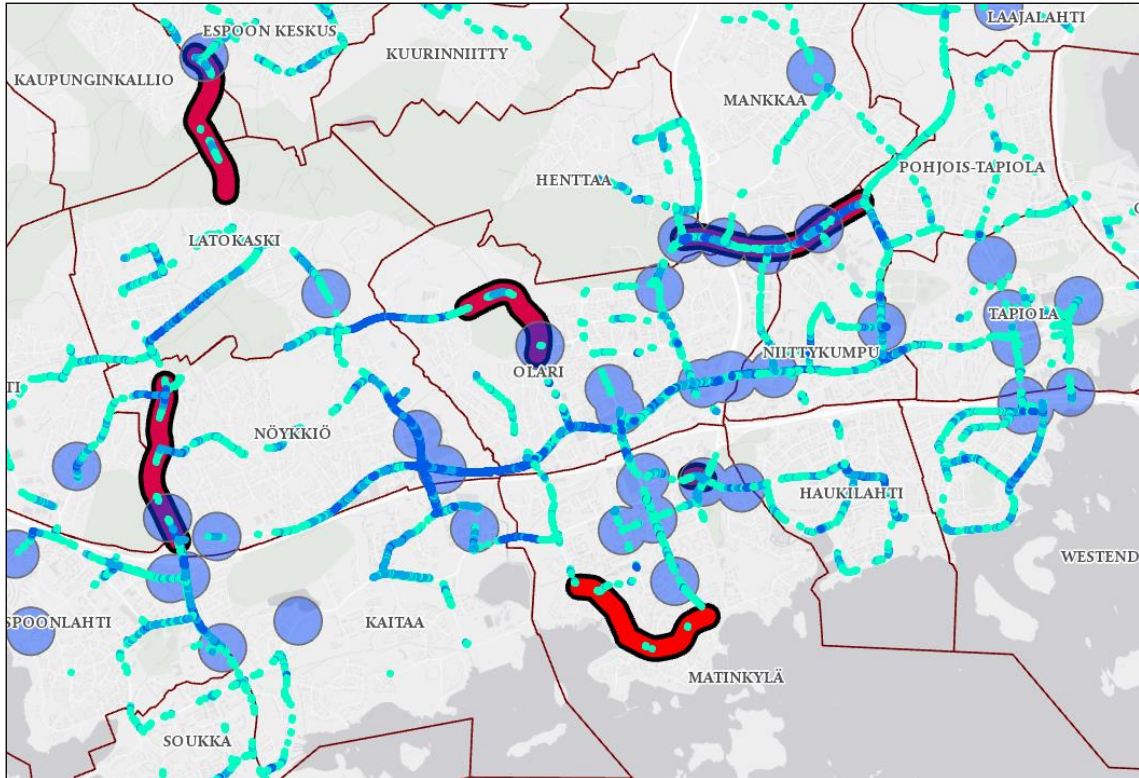 ESPOON KESKUS
LAAJALAHTI
KUURINNIITTY
KAUPUNGINKALLIO
MANKKAA
POHJOIS-TAPIOLA
HENTTAA
LATOKASKI
TAPIOLA
NIITTYKUMPU
OLARI
TI
NÖYKKIÖ
HAUKILAHTI
WESTEND
SPOONLAHTI
KAITAA
MATINKYLÄ
SOUKKA